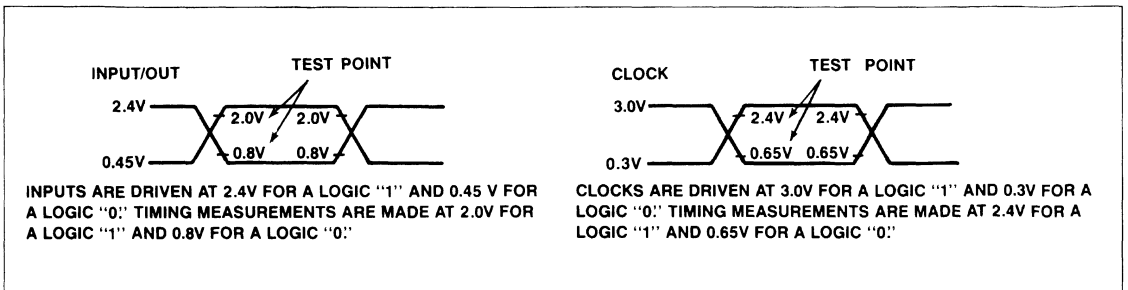 INPUT/OUT
TEST POINT
2.4V
2.0V 2.0V
0.8V 0.8V
0.45V
INPUTS ARE DRIVEN AT 2.4V FOR A LOGIC "1" AND 0.45 V FOR
A LOGIC "0." TIMING MEASUREMENTS ARE MADE AT 2.0V FOR
A LOGIC "1" AND 0.8V FOR A LOGIC "0."
CLOCK
TEST POINT
3.0V
2.4V 2.4V
0.65V 0.65V
0.3V
CLOCKS ARE DRIVEN AT 3.0V FOR A LOGIC "1" AND 0.3V FOR A
LOGIC "0." TIMING MEASUREMENTS ARE MADE AT 2.4V FOR A
LOGIC "1" AND 0.65V FOR A LOGIC "0."